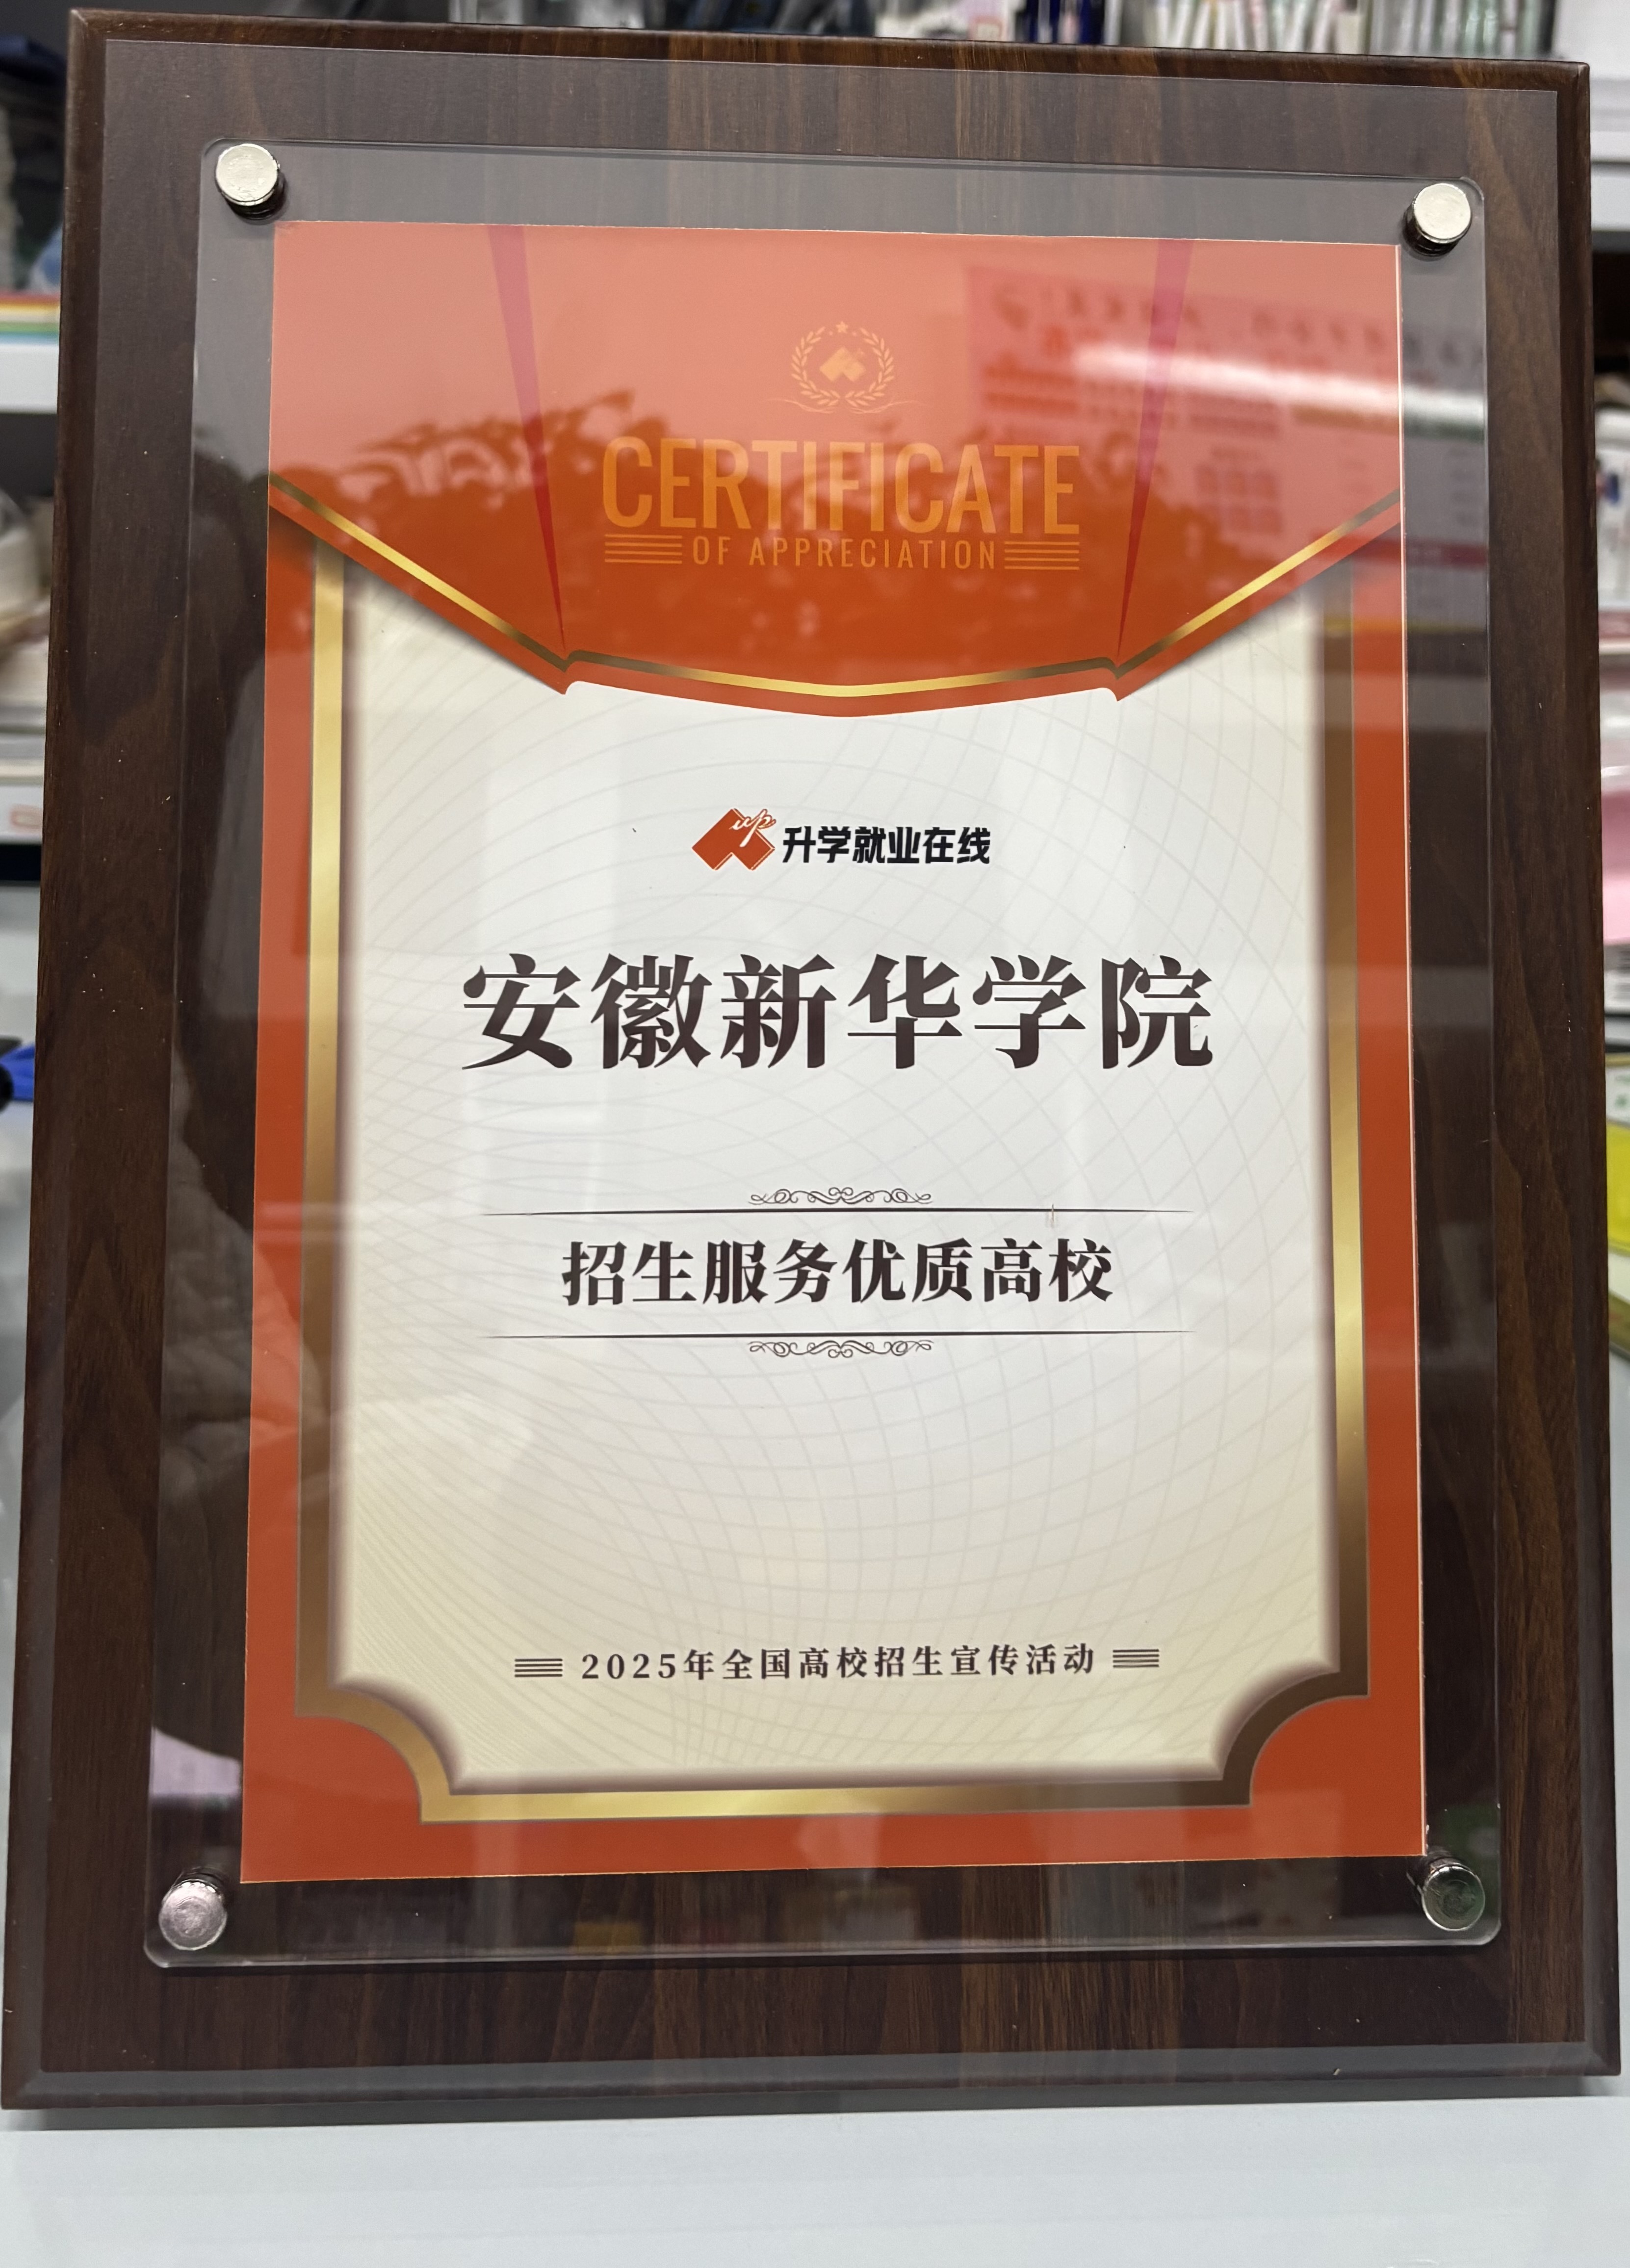 CERTIFICATE
OF APPRECIATION
up 升学就业在线
安徽新华学院
招生服务优质高校
2025年全国高校招生宣传活动